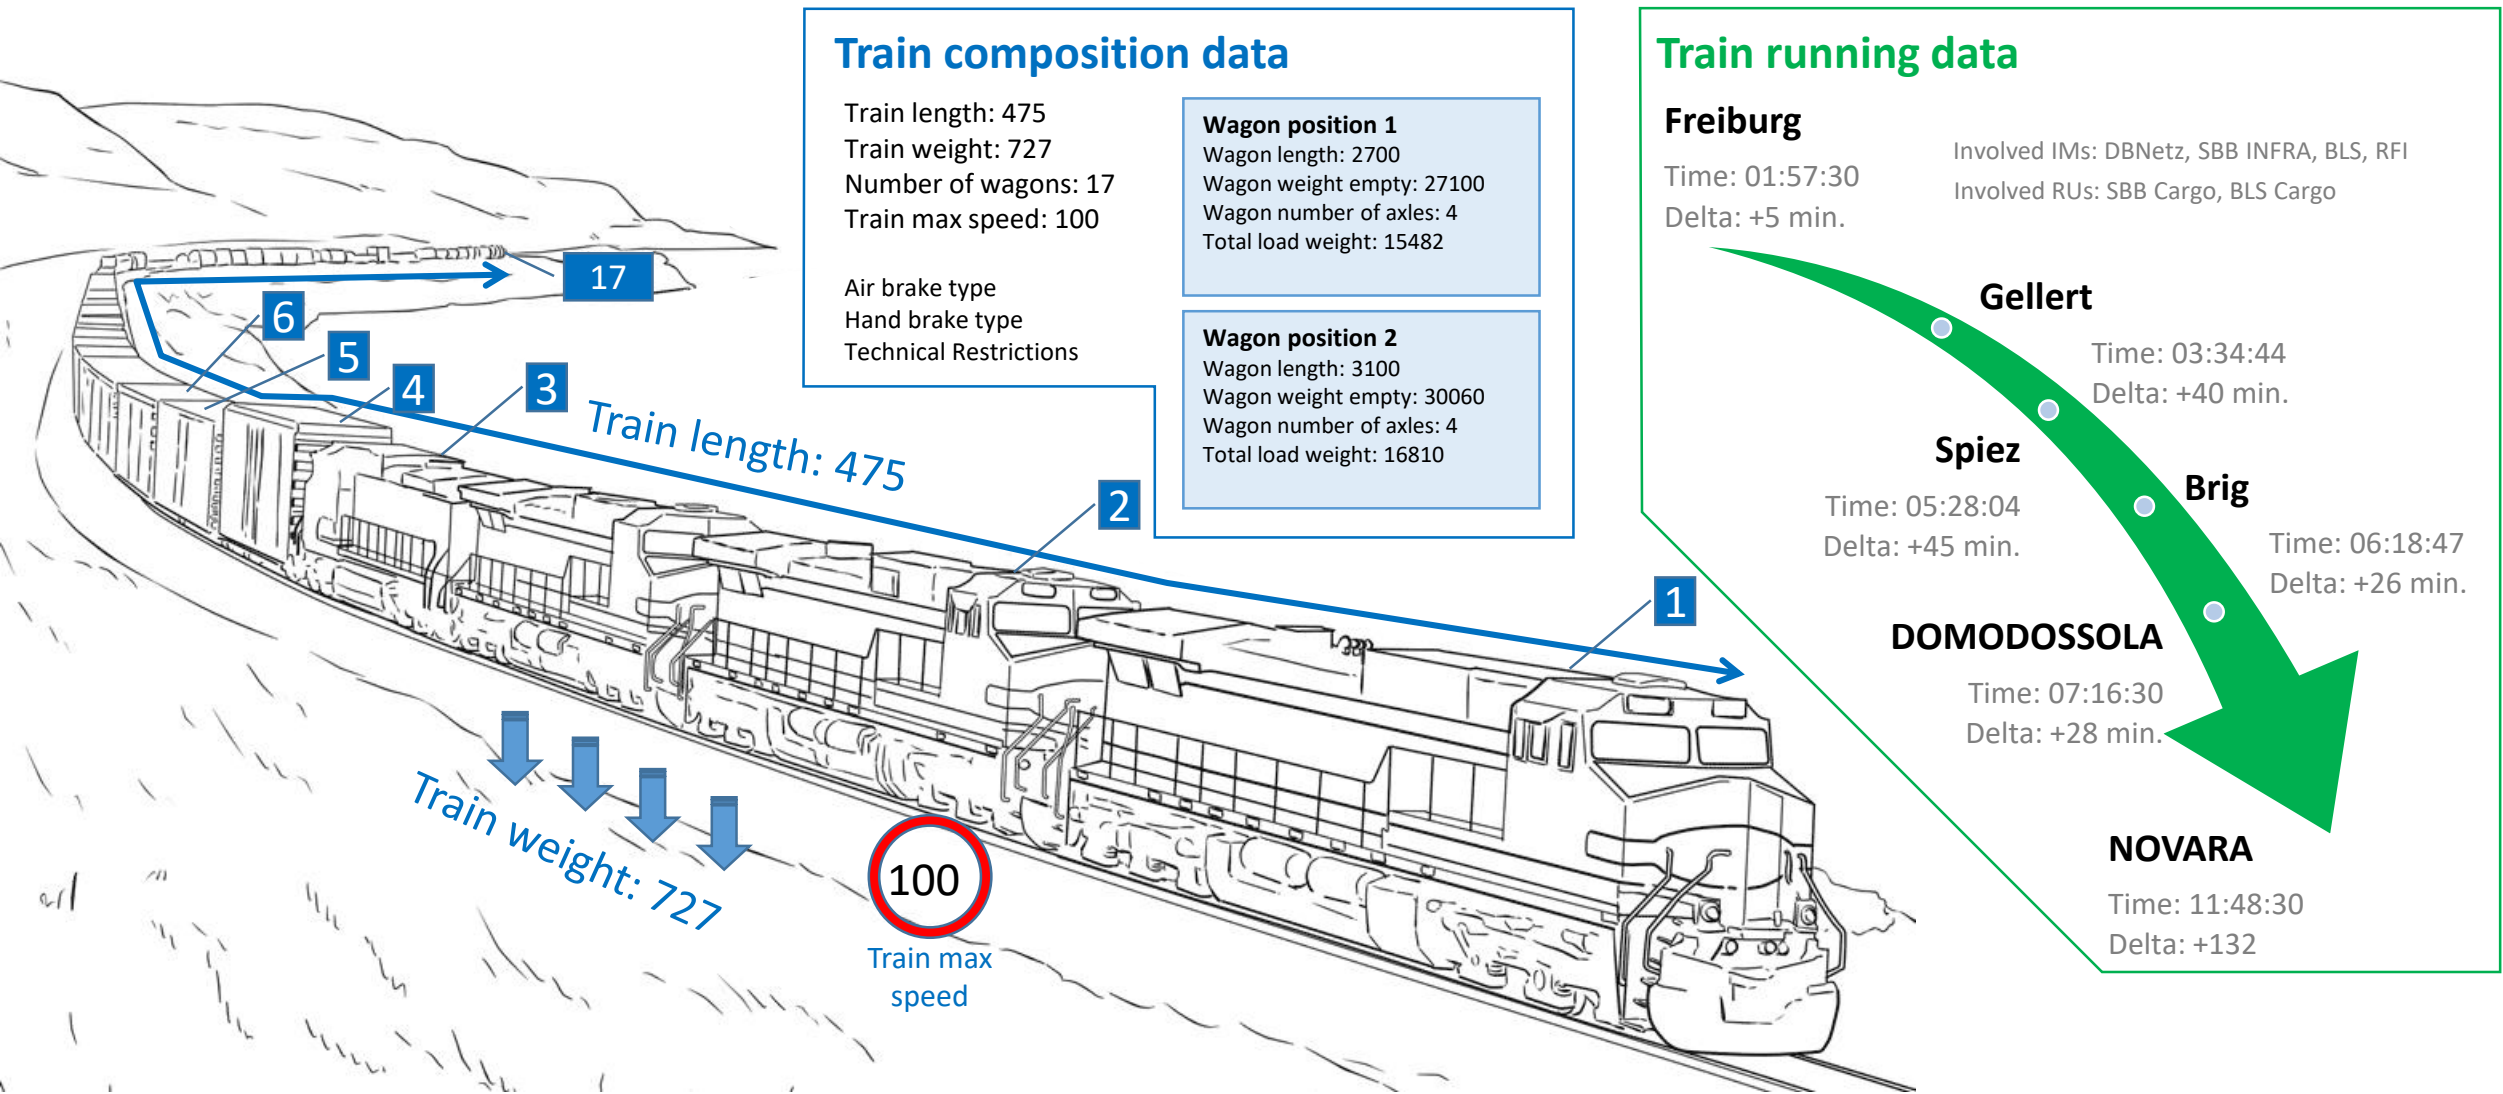 Train composition data
Train length: 475
Train weight: 727
Number of wagons: 17
Train max speed: 100
Air brake type
Hand brake type
Technical Restrictions
Wagon position 1
Wagon length: 2700
Wagon weight empty: 27100
Wagon number of axles: 4
Total load weight: 15482
Wagon position 2
Wagon length: 3100
Wagon weight empty: 30060
Wagon number of axles: 4
Total load weight: 16810
Train running data
Freiburg
Time: 01:57:30
Delta: +5 min.
Involved IMs: DBNetz, SBB INFRA, BLS, RFI
Involved RUs: SBB Cargo, BLS Cargo
Gellert
Time: 03:34:44
Delta: +40 min.
Spiez
Time: 05:28:04
Delta: +45 min.
Brig
Time: 06:18:47
Delta: +26 min.
DOMODOSSOLA
Time: 07:16:30
Delta: +28 min.
NOVARA
Time: 11:48:30
Delta: +132
17
6
5
4
3
Train length: 475
2
1
Train weight: 727
100
Train max
speed